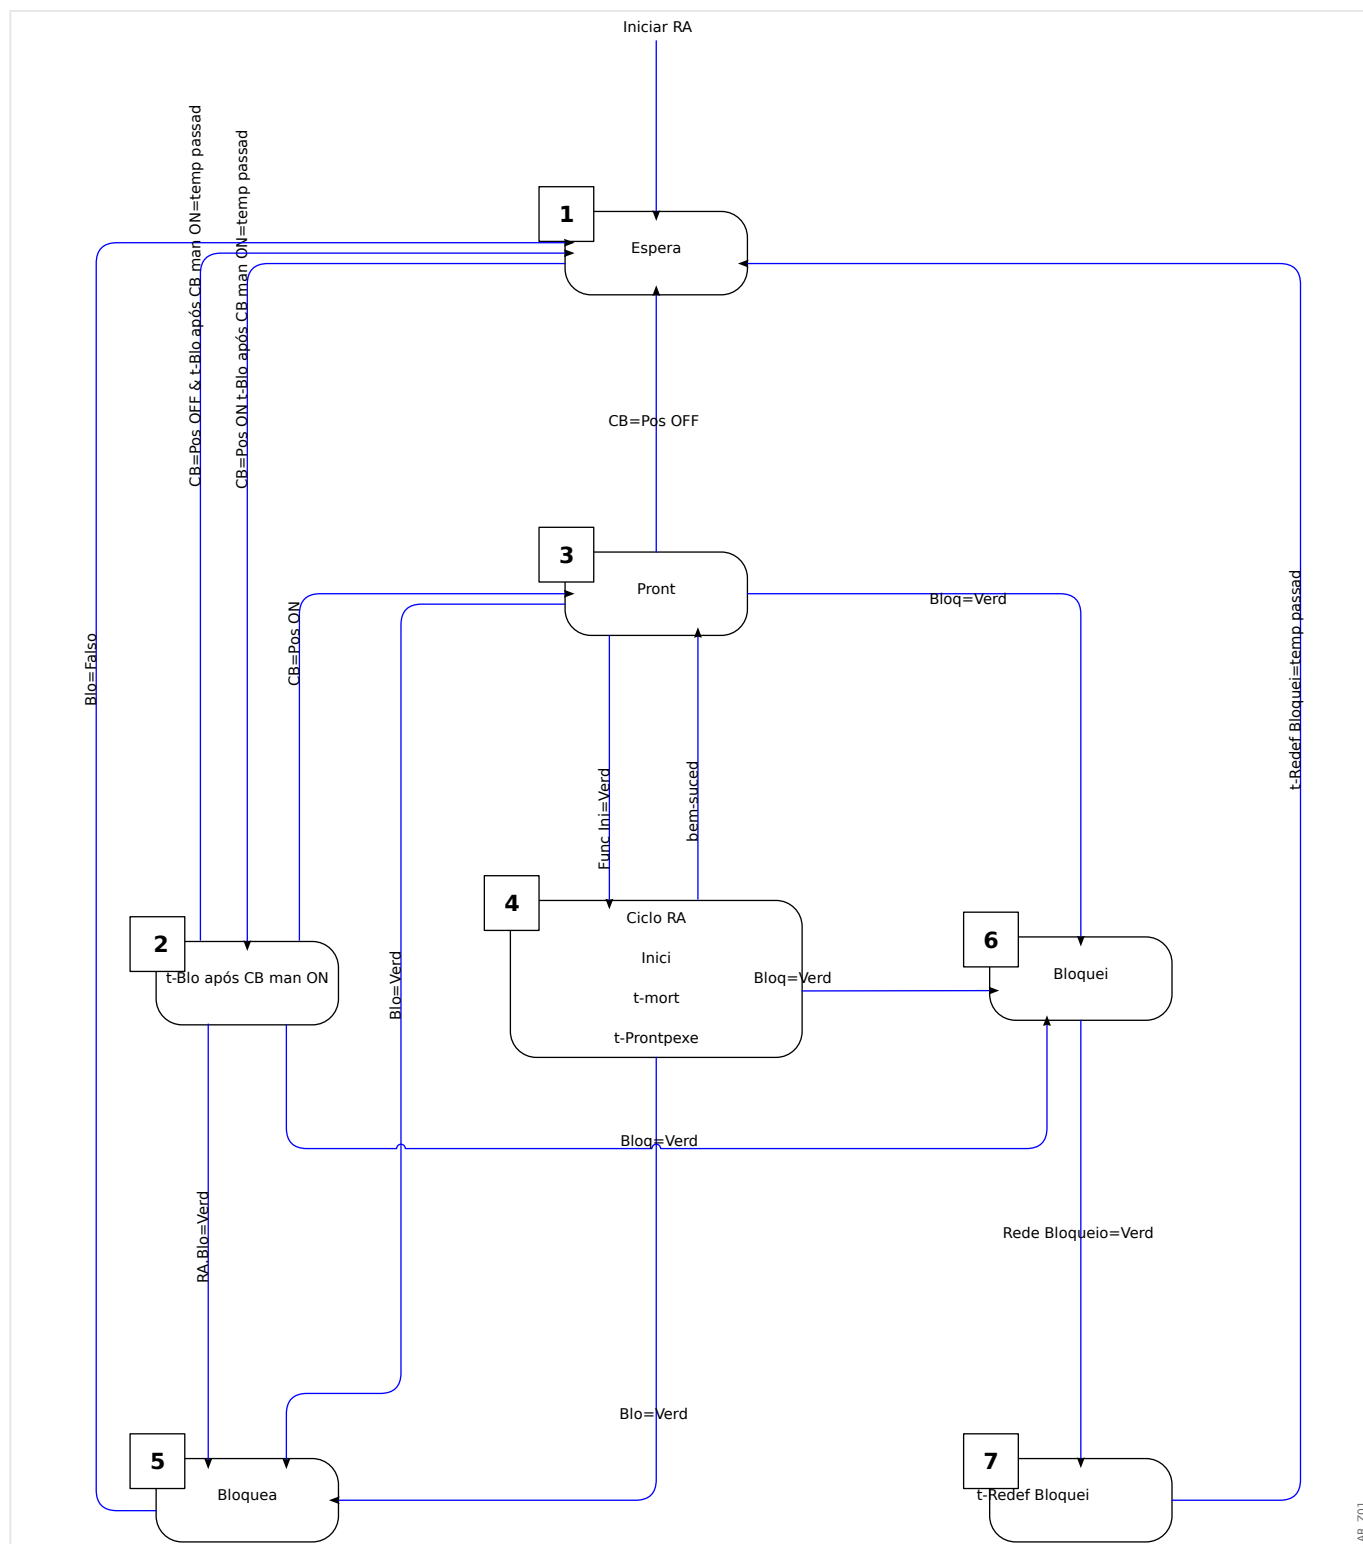 Iniciar RA
1
Espera
CB=Pos OFF & t-Blo após CB man ON=temp passad
CB=Pos ON t-Blo após CB man ON=temp passad
CB=Pos OFF
3
Pront
Bloq=Verd
CB=Pos ON
Blo=Falso
t-Redef Bloquei=temp passad
Func Ini=Verd
bem-suced
4
Ciclo RA
Inici
t-mort
t-Prontpexe
2
t-Blo após CB man ON
Blo=Verd
Bloq=Verd
6
Bloquei
Bloq=Verd
RA.Blo=Verd
Rede Bloqueio=Verd
Blo=Verd
5
Bloquea
7
t-Redef Bloquei
AR_Z01